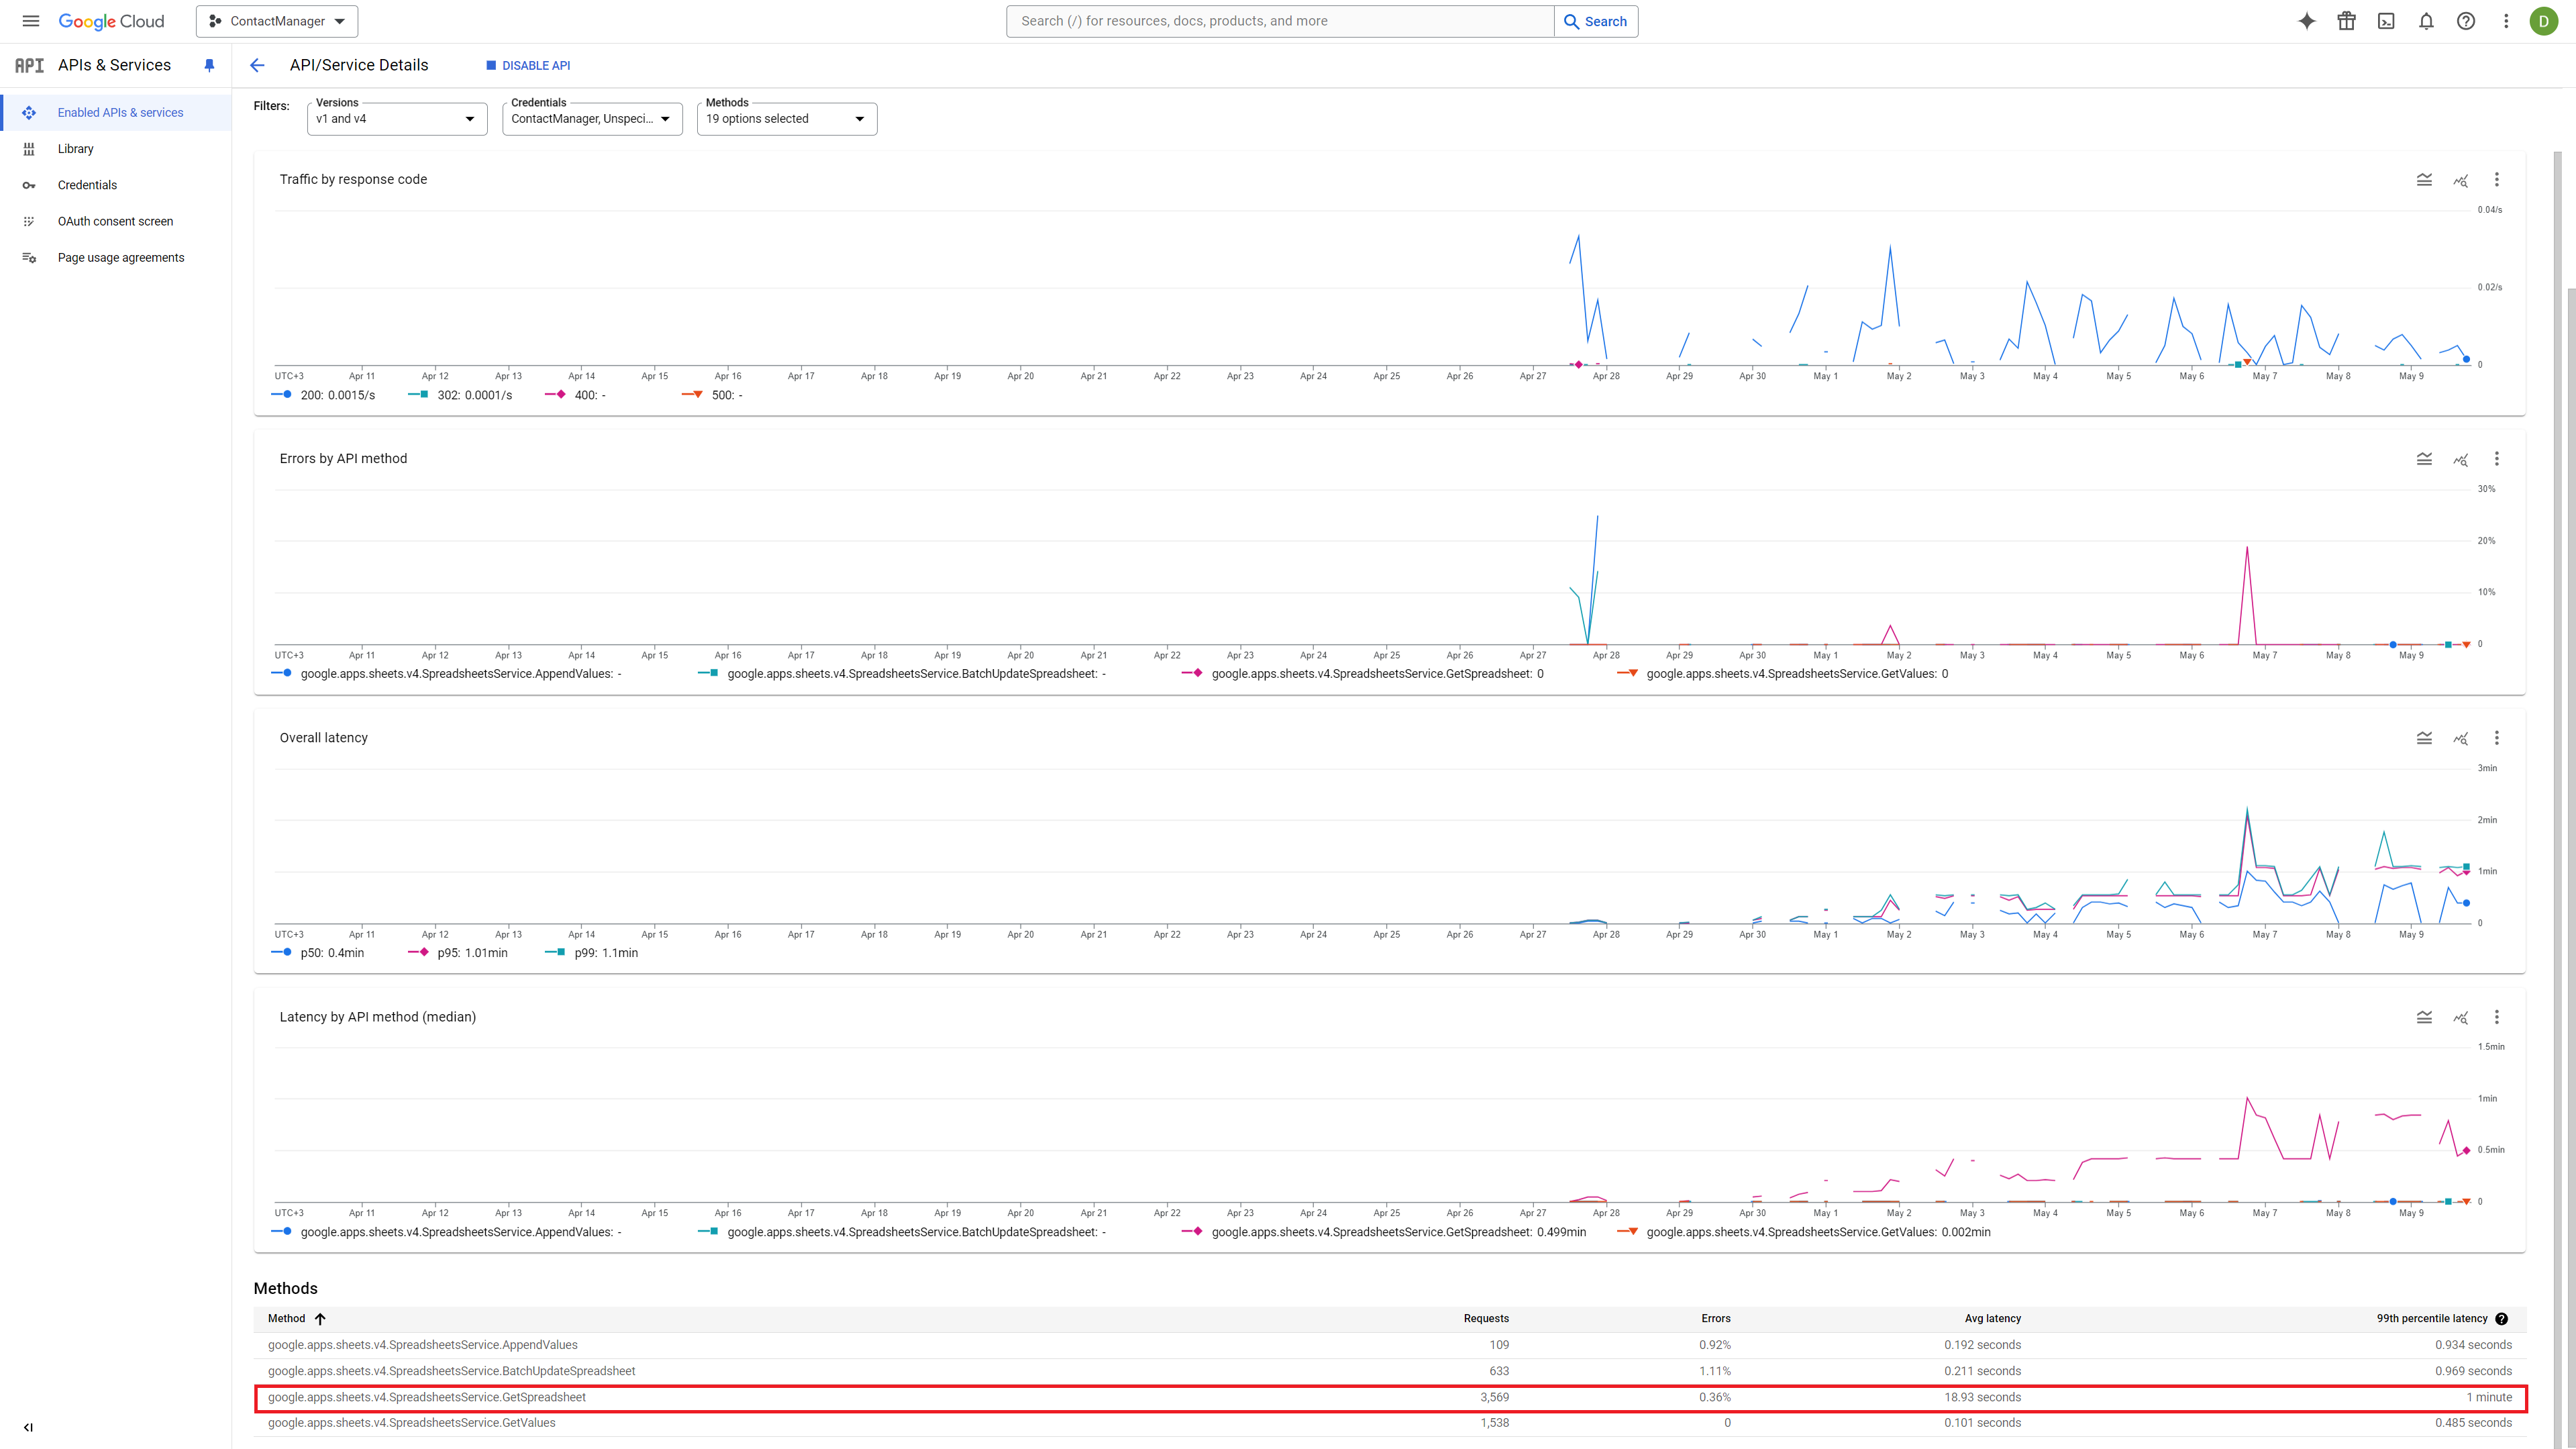 Google Cloud
ContactManager
Search (/) for resources, docs, products, and more
Search
D
API
APIs & Services
API/Service Details
DISABLE API
Enabled APIs & services
Library
Credentials
OAuth consent screen
Page usage agreements
Filters:
Versions
v1 and v4
Credentials
ContactManager, Unspeci...
Methods
19 options selected
Traffic by response code
0.04/s
0.02/s
0
UTC+3 Apr 11 Apr 12 Apr 13 Apr 14 Apr 15 Apr 16 Apr 17 Apr 18 Apr 19 Apr 20 Apr 21 Apr 22 Apr 23 Apr 24 Apr 25 Apr 26 Apr 27 Apr 28 Apr 29 Apr 30 May 1 May 2 May 3 May 4 May 5 May 6 May 7 May 8 May 9
200: 0.0015/s 302: 0.0001/s 400: - 500: -
Errors by API method
30%
20%
10%
0
UTC+3 Apr 11 Apr 12 Apr 13 Apr 14 Apr 15 Apr 16 Apr 17 Apr 18 Apr 19 Apr 20 Apr 21 Apr 22 Apr 23 Apr 24 Apr 25 Apr 26 Apr 27 Apr 28 Apr 29 Apr 30 May 1 May 2 May 3 May 4 May 5 May 6 May 7 May 8 May 9
google.apps.sheets.v4.SpreadsheetsService.AppendValues: - google.apps.sheets.v4.SpreadsheetsService.BatchUpdateSpreadsheet: - google.apps.sheets.v4.SpreadsheetsService.GetSpreadsheet: 0 google.apps.sheets.v4.SpreadsheetsService.GetValues: 0
Overall latency
3min
2min
1min
0
UTC+3 Apr 11 Apr 12 Apr 13 Apr 14 Apr 15 Apr 16 Apr 17 Apr 18 Apr 19 Apr 20 Apr 21 Apr 22 Apr 23 Apr 24 Apr 25 Apr 26 Apr 27 Apr 28 Apr 29 Apr 30 May 1 May 2 May 3 May 4 May 5 May 6 May 7 May 8 May 9
p50: 0.4min p95: 1.01min p99: 1.1min
Latency by API method (median)
1.5min
1min
0.5min
0
UTC+3 Apr 11 Apr 12 Apr 13 Apr 14 Apr 15 Apr 16 Apr 17 Apr 18 Apr 19 Apr 20 Apr 21 Apr 22 Apr 23 Apr 24 Apr 25 Apr 26 Apr 27 Apr 28 Apr 29 Apr 30 May 1 May 2 May 3 May 4 May 5 May 6 May 7 May 8 May 9
google.apps.sheets.v4.SpreadsheetsService.AppendValues: - google.apps.sheets.v4.SpreadsheetsService.BatchUpdateSpreadsheet: - google.apps.sheets.v4.SpreadsheetsService.GetSpreadsheet: 0.499min google.apps.sheets.v4.SpreadsheetsService.GetValues: 0.002min
Methods
Method Requests Errors Avg latency 99th percentile latency
google.apps.sheets.v4.SpreadsheetsService.AppendValues 109 0.92% 0.192 seconds 0.934 seconds
google.apps.sheets.v4.SpreadsheetsService.BatchUpdateSpreadsheet 633 1.11% 0.211 seconds 0.969 seconds
google.apps.sheets.v4.SpreadsheetsService.GetSpreadsheet 3,569 0.36% 18.93 seconds 1 minute
google.apps.sheets.v4.SpreadsheetsService.GetValues 1,538 0 0.101 seconds 0.485 seconds